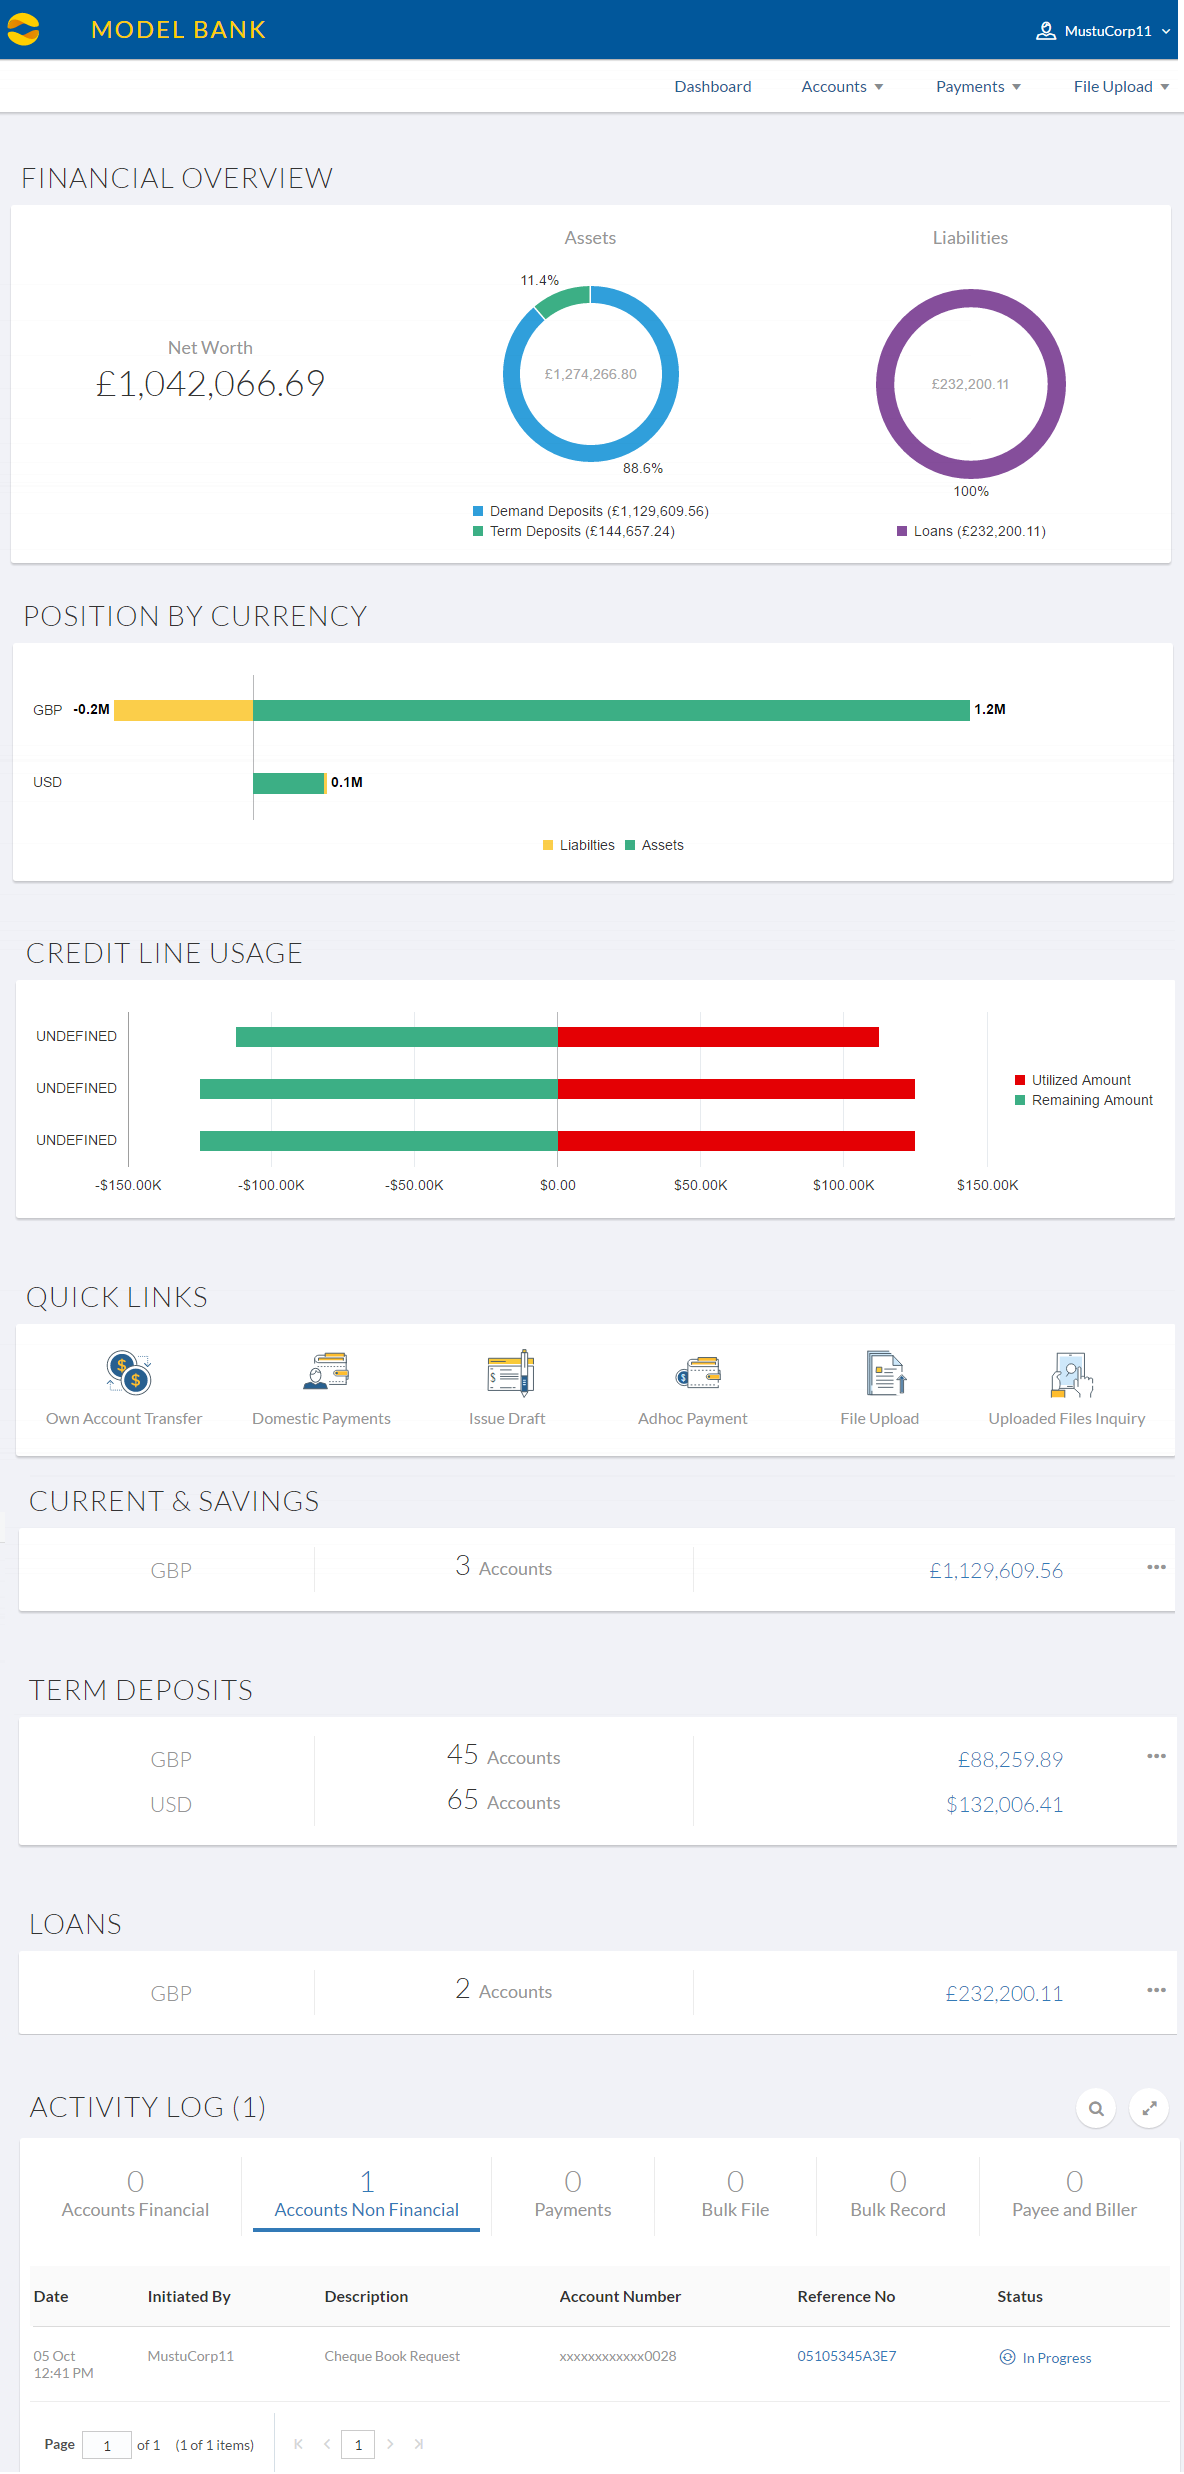 MODEL BANK
MustuCorp11
Dashboard Accounts Payments File Upload
FINANCIAL OVERVIEW
Assets Liabilities
11.4%
Net Worth
£1,042,066.69
£1,274,266.80
£232,200.11
88.6%
100%
Demand Deposits (£1,129,609.56)
Term Deposits (£144,657.24)
Loans (£232,200.11)
POSITION BY CURRENCY
GBP -0.2M 1.2M
USD 0.1M
Liabilties Assets
CREDIT LINE USAGE
UNDEFINED
UNDEFINED
UNDEFINED
Utilized Amount
Remaining Amount
-$150.00K -$100.00K -$50.00K $0.00 $50.00K $100.00K $150.00K
QUICK LINKS
Own Account Transfer Domestic Payments Issue Draft Adhoc Payment File Upload Uploaded Files Inquiry
CURRENT & SAVINGS
GBP 3 Accounts £1,129,609.56
TERM DEPOSITS
GBP 45 Accounts £88,259.89
USD 65 Accounts $132,006.41
LOANS
GBP 2 Accounts £232,200.11
ACTIVITY LOG (1)
0 1 0 0 0 0
Accounts Financial Accounts Non Financial Payments Bulk File Bulk Record Payee and Biller
Date Initiated By Description Account Number Reference No Status
05 Oct MustuCorp11 Cheque Book Request xxxxxxxxxxxx0028 05105345A3E7 In Progress
12:41 PM
Page 1 of 1 (1 of 1 items) 1